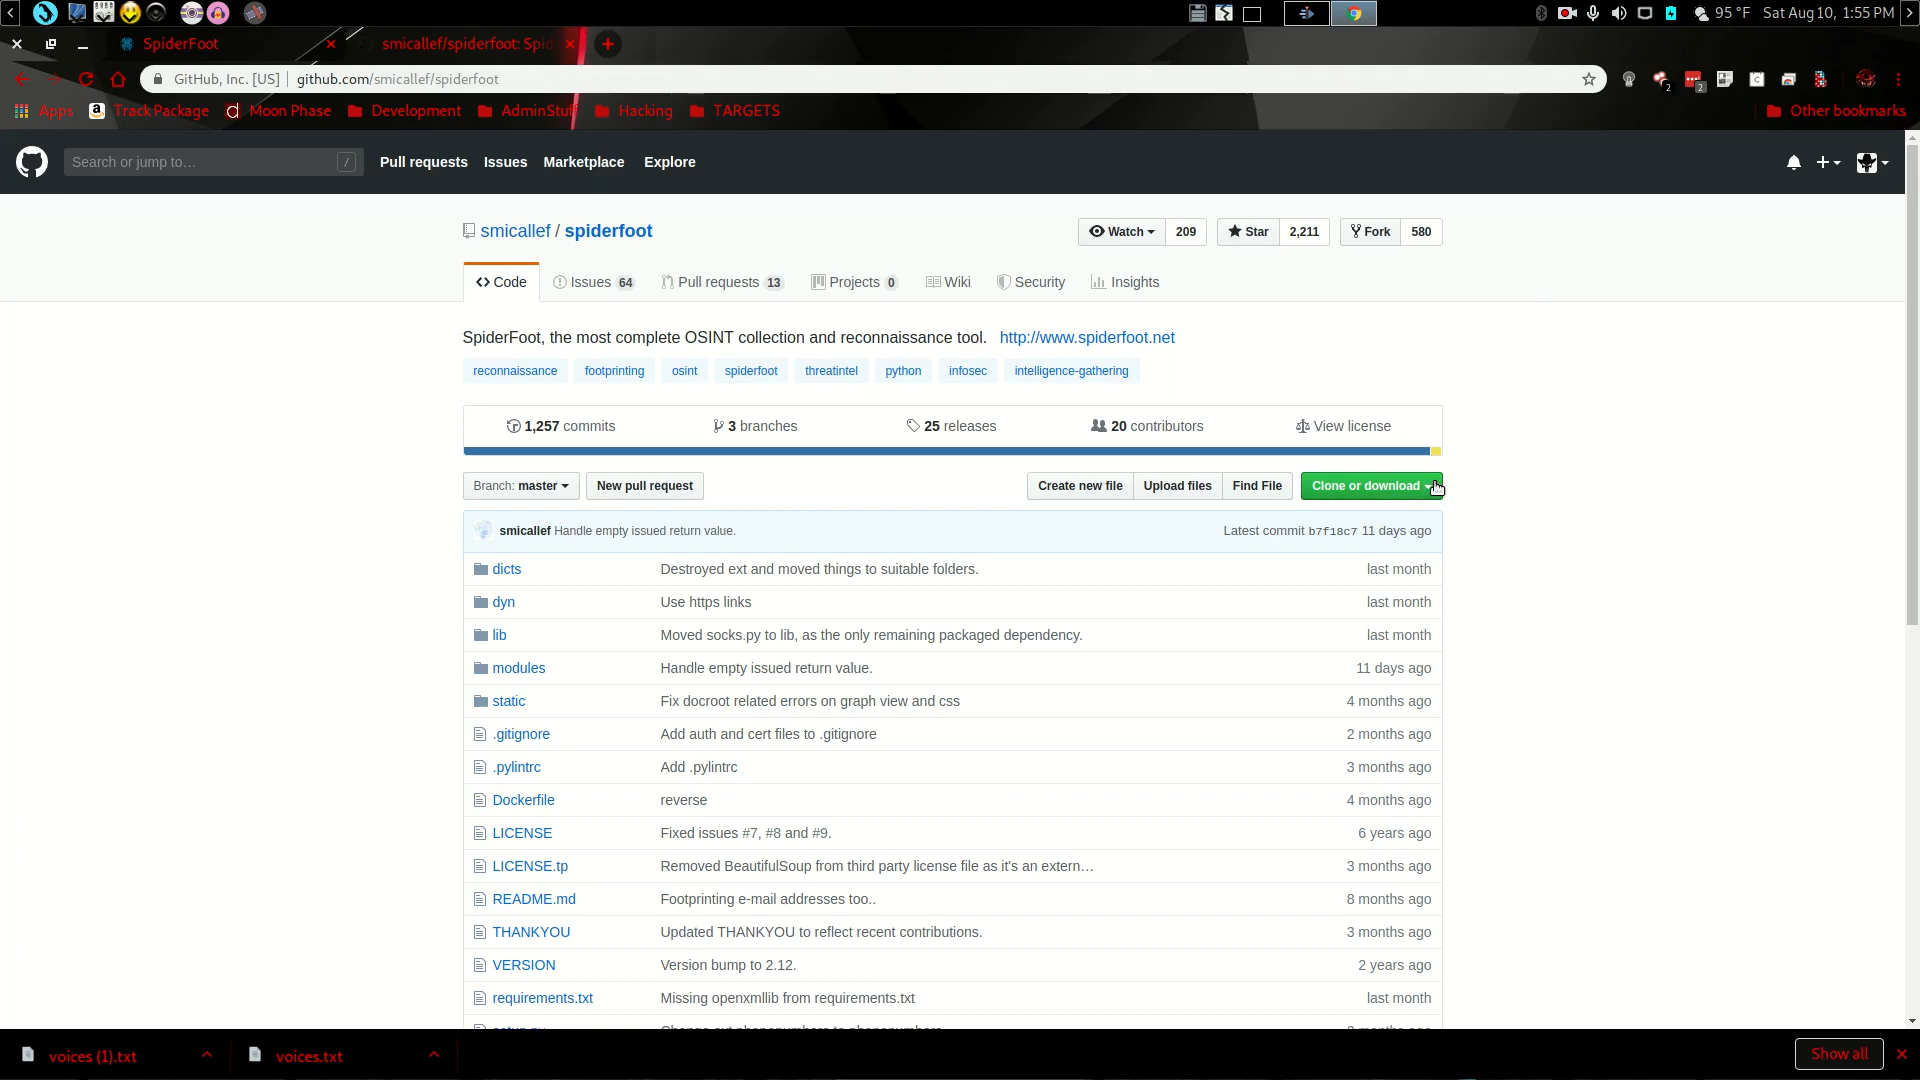 95 °F Sat Aug 10, 1:55 PM
SpiderFoot
smicallef/spiderfoot: Spid
GitHub, Inc. [US] github.com/smicallef/spiderfoot
2
2
Apps Track Package Moon Phase Development AdminStuff Hacking TARGETS Other bookmarks
Search or jump to… / Pull requests Issues Marketplace Explore
smicallef / spiderfoot
Watch 209 Star 2,211 Fork 580
Code Issues 64 Pull requests 13 Projects 0 Wiki Security Insights
SpiderFoot, the most complete OSINT collection and reconnaissance tool. http://www.spiderfoot.net
reconnaissance footprinting osint spiderfoot threatintel python infosec intelligence-gathering
1,257 commits 3 branches 25 releases 20 contributors View license
Branch: master New pull request Create new file Upload files Find File Clone or download
smicallef Handle empty issued return value. Latest commit b7f18c7 11 days ago
dicts Destroyed ext and moved things to suitable folders. last month
dyn Use https links last month
lib Moved socks.py to lib, as the only remaining packaged dependency. last month
modules Handle empty issued return value. 11 days ago
static Fix docroot related errors on graph view and css 4 months ago
.gitignore Add auth and cert files to .gitignore 2 months ago
.pylintrc Add .pylintrc 3 months ago
Dockerfile reverse 4 months ago
LICENSE Fixed issues #7, #8 and #9. 6 years ago
LICENSE.tp Removed BeautifulSoup from third party license file as it's an extern… 3 months ago
README.md Footprinting e-mail addresses too.. 8 months ago
THANKYOU Updated THANKYOU to reflect recent contributions. 3 months ago
VERSION Version bump to 2.12. 2 years ago
requirements.txt Missing openxmllib from requirements.txt last month
voices (1).txt voices.txt Show all